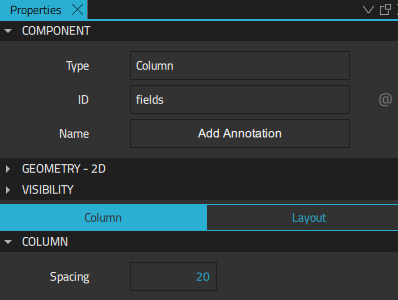 Properties
COMPONENT
Type Column
ID fields @
Name Add Annotation
GEOMETRY - 2D
VISIBILITY
Column Layout
COLUMN
Spacing 20